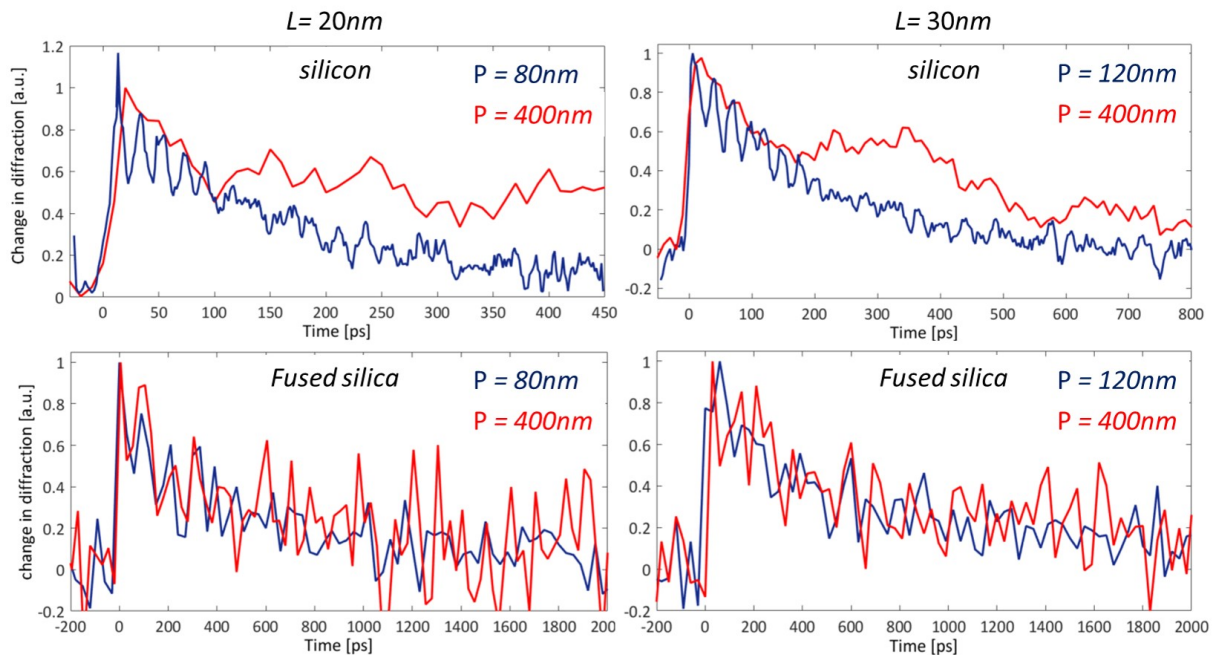 L= 20nm
L= 30nm
Change in diffraction [a.u.]
silicon
P = 80nm
P = 400nm
1.2
1
0.8
0.6
0.4
0.2
0
0 50 100 150 200 250 300 350 400 450
Time [ps]
silicon
P = 120nm
P = 400nm
1
0.8
0.6
0.4
0.2
0
-0.2
0 100 200 300 400 500 600 700 800
Time [ps]
change in diffraction [a.u.]
Fused silica
P = 80nm
P = 400nm
1
0.8
0.6
0.4
0.2
0
-0.2
-200 0 200 400 600 800 1000 1200 1400 1600 1800 2000
Time [ps]
Fused silica
P = 120nm
P = 400nm
1
0.8
0.6
0.4
0.2
0
-0.2
-200 0 200 400 600 800 1000 1200 1400 1600 1800 2000
Time [ps]